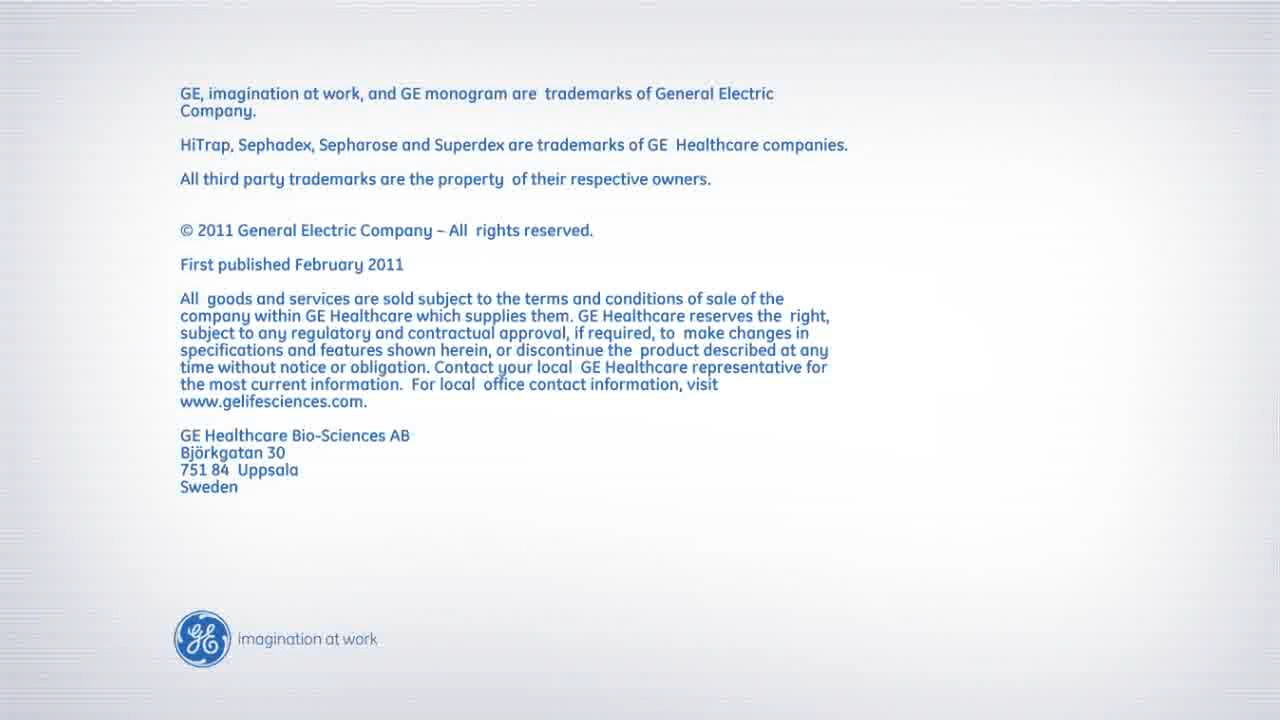 GE, imagination at work, and GE monogram are trademarks of General Electric
Company.
HiTrap, Sephadex, Sepharose and Superdex are trademarks of GE Healthcare companies.
All third party trademarks are the property of their respective owners.
© 2011 General Electric Company – All rights reserved.
First published February 2011
All goods and services are sold subject to the terms and conditions of sale of the
company within GE Healthcare which supplies them. GE Healthcare reserves the right,
subject to any regulatory and contractual approval, if required, to make changes in
specifications and features shown herein, or discontinue the product described at any
time without notice or obligation. Contact your local GE Healthcare representative for
the most current information. For local office contact information, visit
www.gelifesciences.com.
GE Healthcare Bio-Sciences AB
Björkgatan 30
751 84 Uppsala
Sweden
GE imagination at work